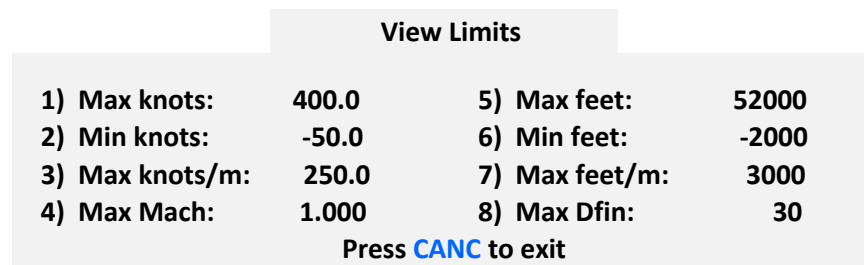 View Limits
1) Max knots: 400.0 5) Max feet: 52000
2) Min knots: -50.0 6) Min feet: -2000
3) Max knots/m: 250.0 7) Max feet/m: 3000
4) Max Mach: 1.000 8) Max Dfin: 30
Press CANC to exit